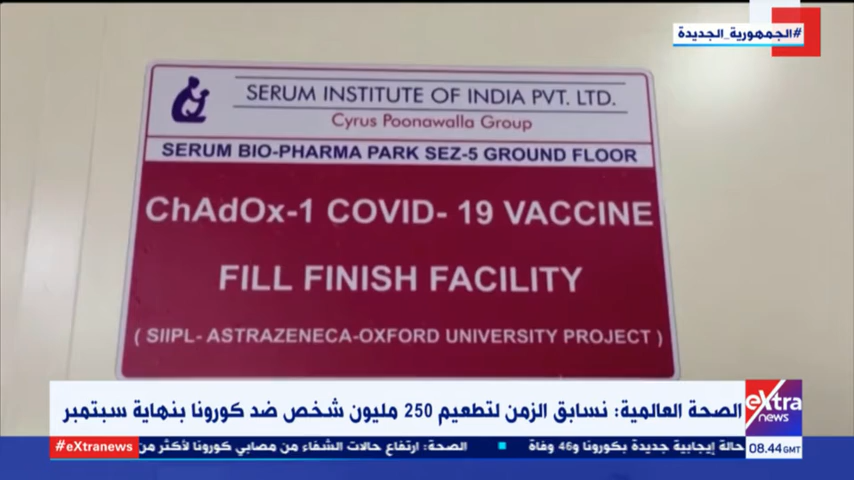 #الجمهورية_الجديدة
SERUM INSTITUTE OF INDIA PVT. LTD.
Cyrus Poonawalla Group
SERUM BIO-PHARMA PARK SEZ-5 GROUND FLOOR
ChAdOx-1 COVID- 19 VACCINE
FILL FINISH FACILITY
( SIIPL- ASTRAZENECA-OXFORD UNIVERSITY PROJECT )
الصحة العالمية: نسابق الزمن لتطعيم 250 مليون شخص ضد كورونا بنهاية سبتمبر
eXtra
news
#eXtranews
حالة إيجابية جديدة بكورونا و46 وفاة
الصحة: ارتفاع حالات الشفاء من مصابي كورونا لأكثر من
08.44 GMT